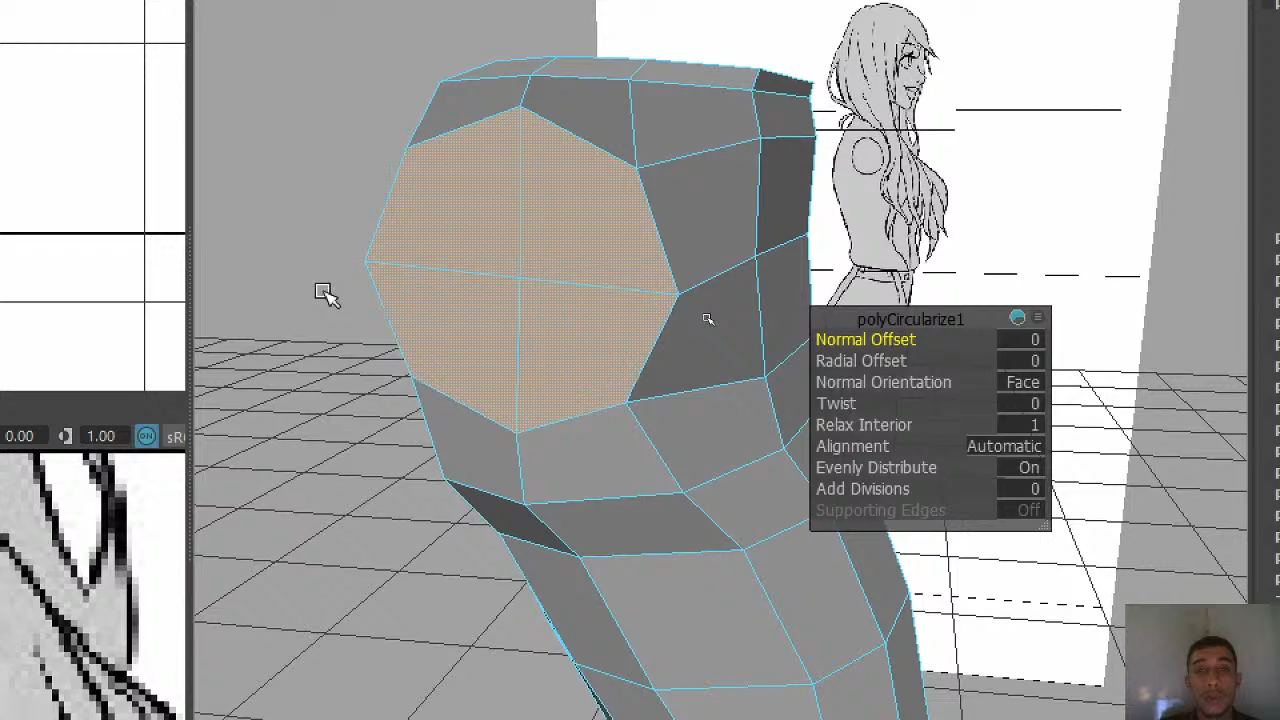 polyCircularize1
Normal Offset 0
Radial Offset 0
Normal Orientation Face
Twist 0
Relax Interior 1
Alignment Automatic
Evenly Distribute On
Add Divisions 0
Supporting Edges Off
0.00 1.00 ON sR